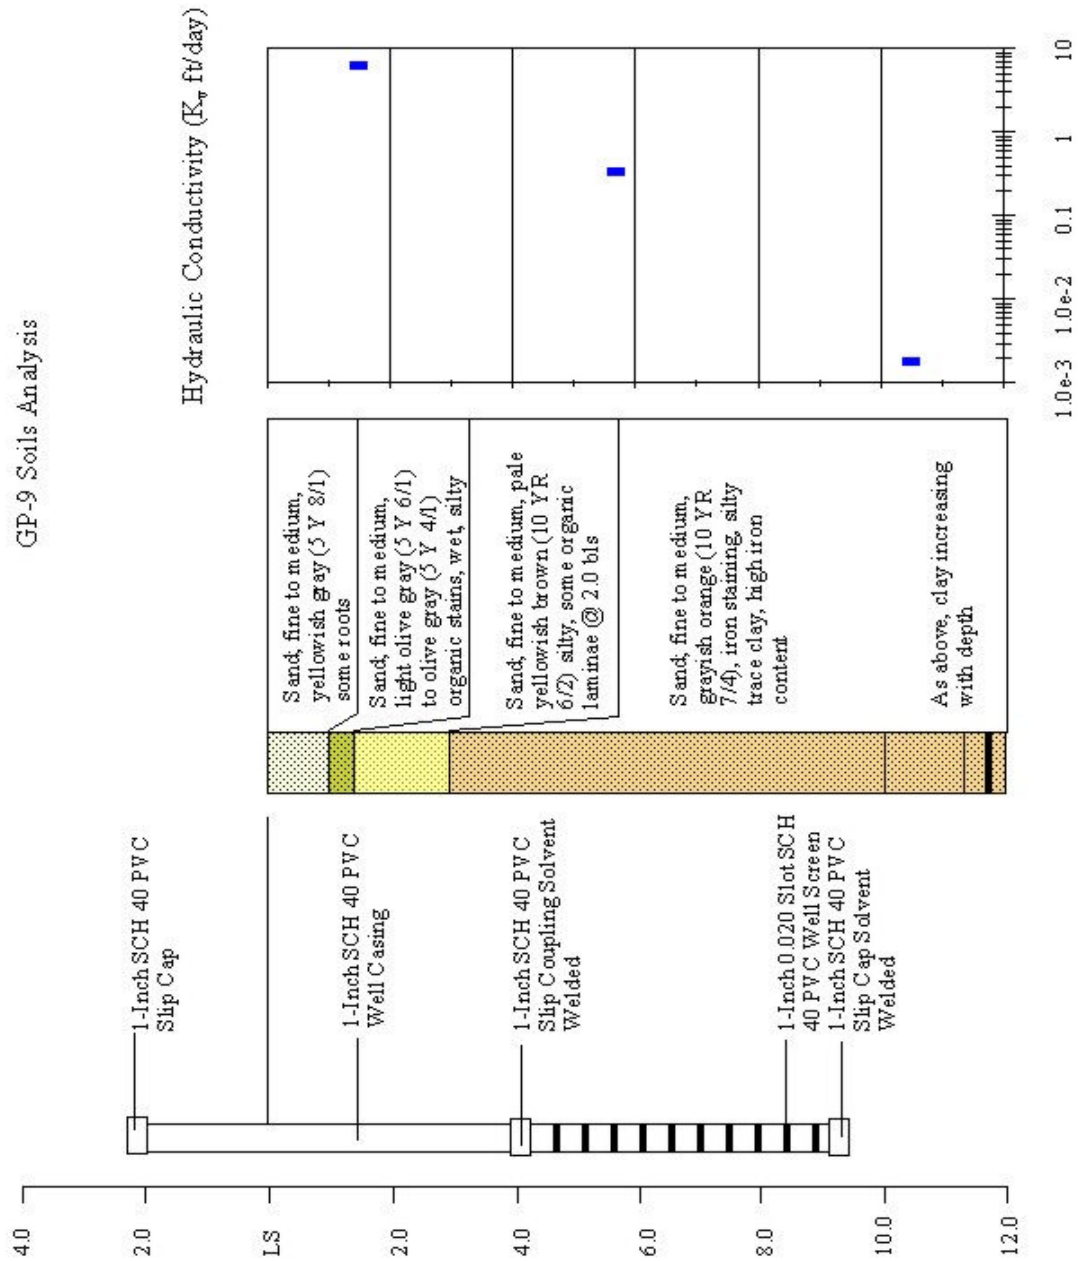 GP-9 Soils Analysis
Hydraulic Conductivity (Kv, ft/day)
4.0
2.0
LS
2.0
4.0
6.0
8.0
10.0
12.0
1-Inch SCH 40 PVC
Slip Cap
1-Inch SCH 40 PVC
Well Casing
1-Inch SCH 40 PVC
Slip Coupling Solvent
Welded
1-Inch 0.020 Slot SCH
40 PVC Well Screen
1-Inch SCH 40 PVC
Slip Cap Solvent
Welded
Sand; fine to medium,
yellowish gray (5 Y 8/1)
some roots
Sand; fine to medium,
light olive gray (5 Y 6/1)
to olive gray (5 Y 4/1)
organic stains, wet, silty
Sand; fine to medium, pale
yellowish brown (10 YR
6/2) silty, some organic
laminae @ 2.0 bls
Sand; fine to medium,
grayish orange (10 YR
7/4), iron staining, silty
trace clay, high iron
content
As above, clay increasing
with depth
1.0e-3
1.0e-2
0.1
1
10